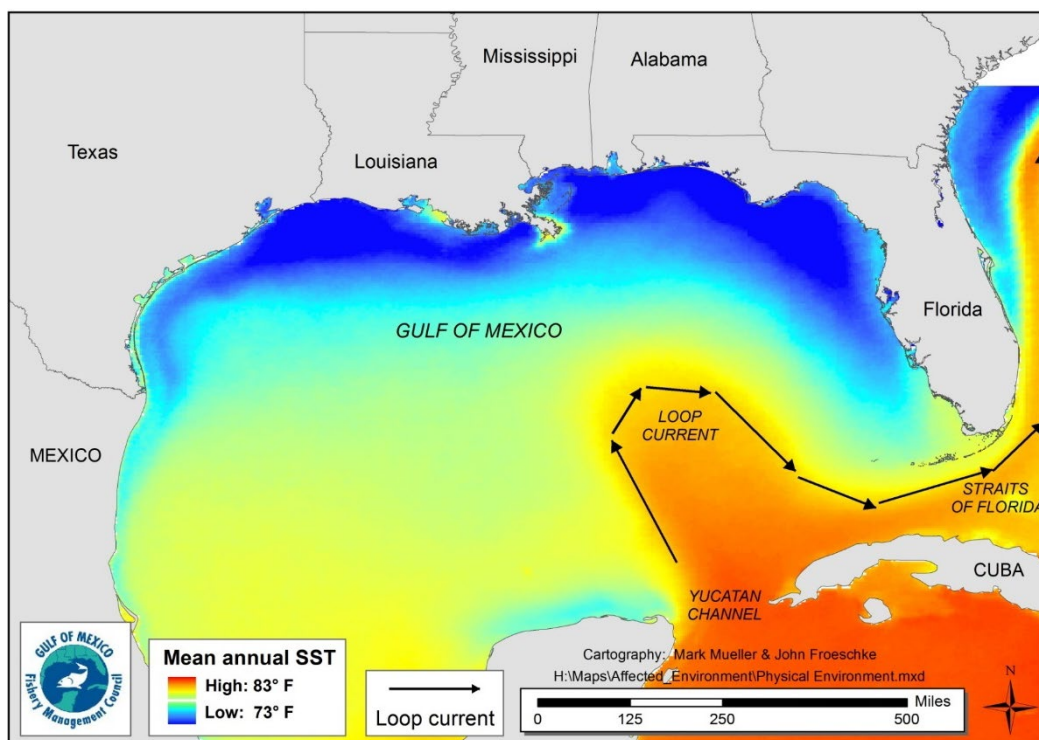 Mississippi
Alabama
Texas
Louisiana
GULF OF MEXICO
Florida
LOOP
CURRENT
MEXICO
STRAITS
OF FLORIDA
CUBA
YUCATAN
CHANNEL
GULF OF MEXICO
Fishery Management Council
Mean annual SST
High: 83° F
Low: 73° F
Loop current
Cartography: Mark Mueller & John Froeschke
H:\Maps\Affected_Environment\Physical Environment.mxd
Miles
0 125 250 500
N